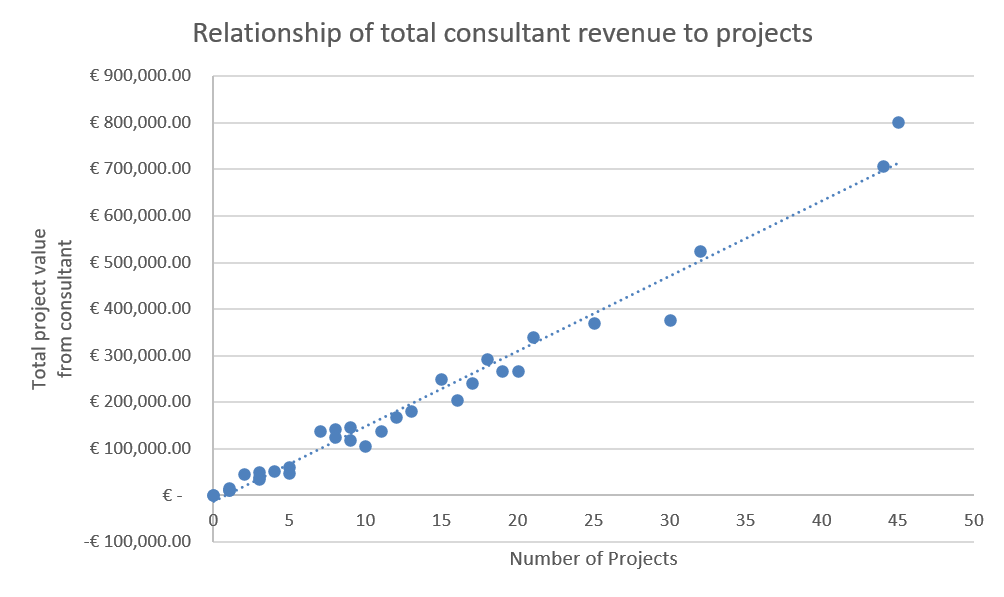 Relationship of total consultant revenue to projects
€ 900,000.00
€ 800,000.00
€ 700,000.00
€ 600,000.00
€ 500,000.00
€ 400,000.00
€ 300,000.00
€ 200,000.00
€ 100,000.00
€ -
-€ 100,000.00
Total project value
from consultant
0 5 10 15 20 25 30 35 40 45 50
Number of Projects